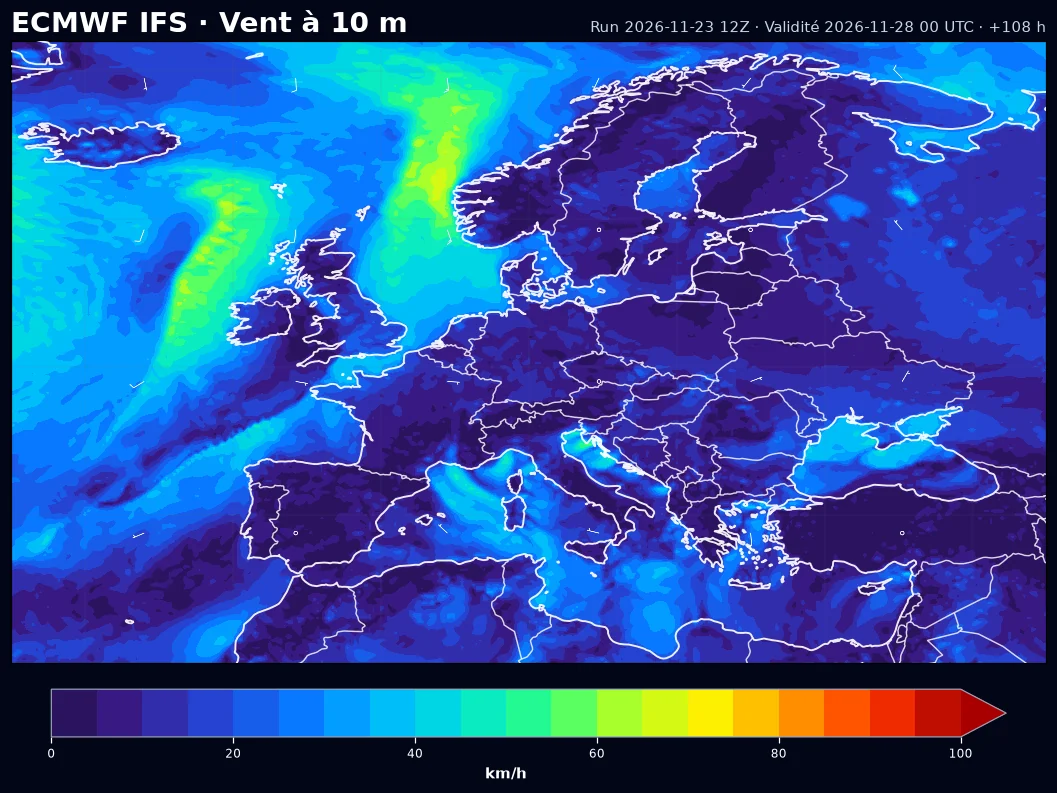 ECMWF IFS · Vent à 10 m
Run 2026-11-23 12Z · Validité 2026-11-28 00 UTC · +108 h
0 20 40 60 80 100
km/h